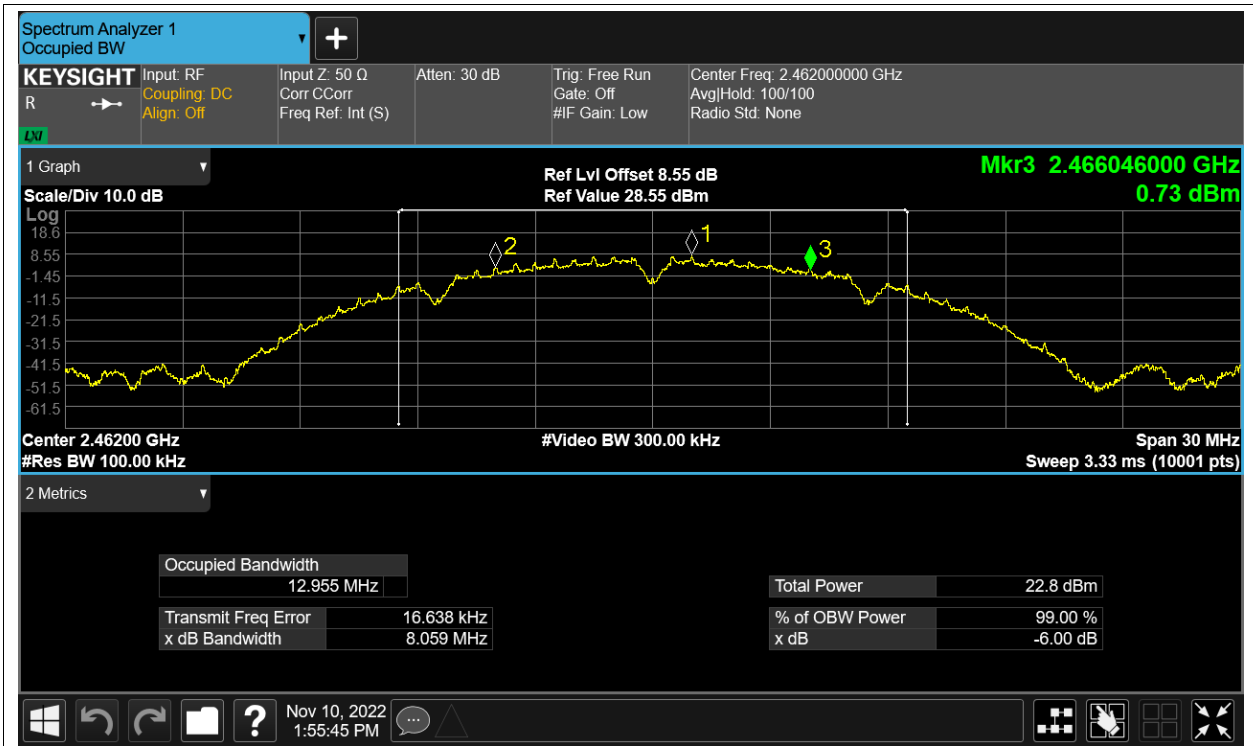 Spectrum Analyzer 1
Occupied BW
KEYSIGHT
R
LXI
Input: RF
Coupling: DC
Align: Off
Input Z: 50 Ω
Corr CCorr
Freq Ref: Int (S)
Atten: 30 dB
Trig: Free Run
Gate: Off
#IF Gain: Low
Center Freq: 2.462000000 GHz
Avg|Hold: 100/100
Radio Std: None
1 Graph
Scale/Div 10.0 dB
Ref Lvl Offset 8.55 dB
Ref Value 28.55 dBm
Mkr3 2.466046000 GHz
0.73 dBm
Log
18.6
8.55
-1.45
-11.5
-21.5
-31.5
-41.5
-51.5
-61.5
2
1
3
Center 2.46200 GHz
#Res BW 100.00 kHz
#Video BW 300.00 kHz
Span 30 MHz
Sweep 3.33 ms (10001 pts)
2 Metrics
Occupied Bandwidth
12.955 MHz
Transmit Freq Error 16.638 kHz
x dB Bandwidth 8.059 MHz
Total Power 22.8 dBm
% of OBW Power 99.00 %
x dB -6.00 dB
?
Nov 10, 2022
1:55:45 PM